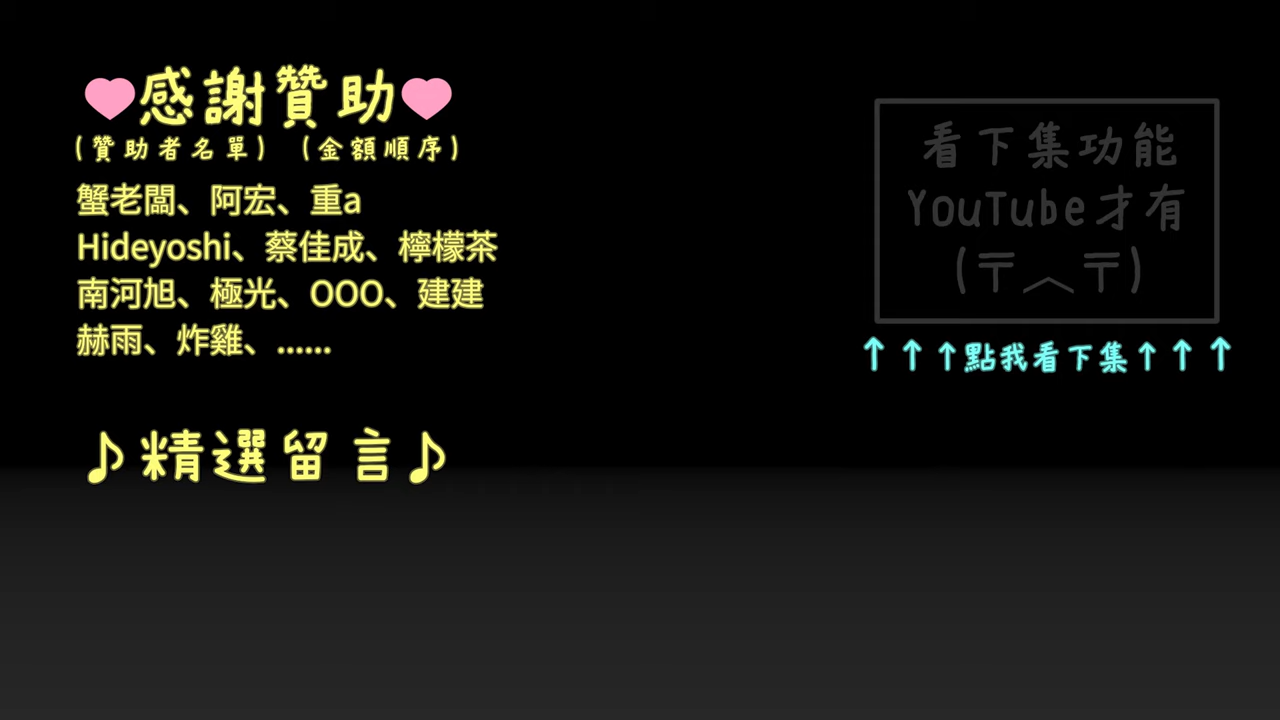 感謝贊助
(贊助者名單) (金額順序)
蟹老闆、阿宏、重a
Hideyoshi、蔡佳成、檸檬茶
南河旭、極光、OOO、建建
赫雨、炸雞、......
♪精選留言♪
看下集功能
YouTube才有
(〒︿〒)
↑↑↑點我看下集↑↑↑